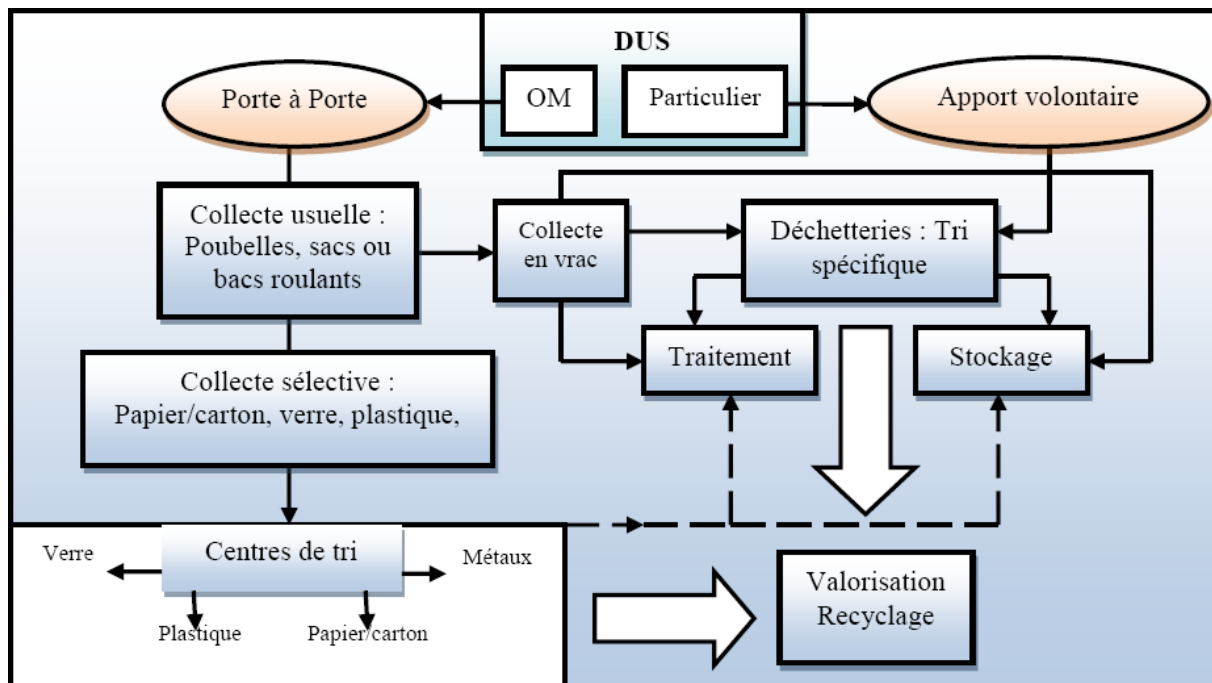 DUS
Porte à Porte
OM
Particulier
Apport volontaire
Collecte usuelle :
Poubelles, sacs ou
bacs roulants
Collecte
en vrac
Déchetteries : Tri
spécifique
Traitement
Stockage
Collecte sélective :
Papier/carton, verre, plastique,
Centres de tri
Verre
Métaux
Plastique
Papier/carton
Valorisation
Recyclage